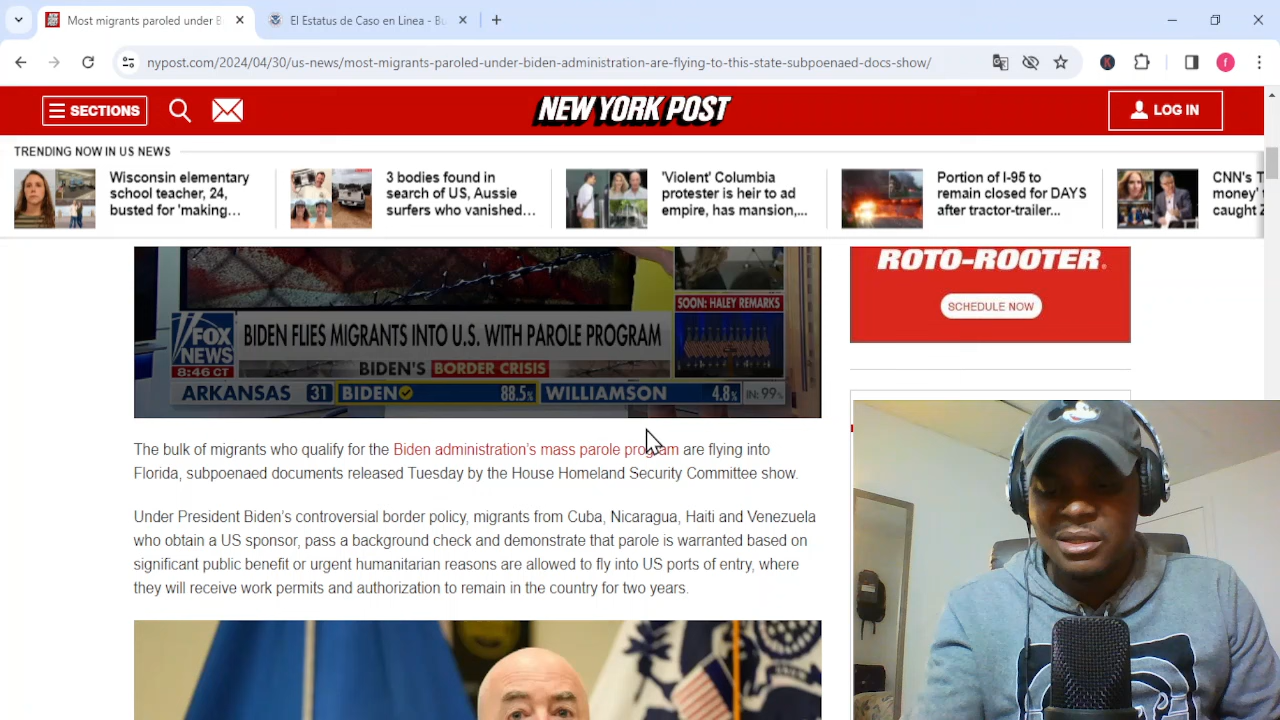 Most migrants paroled under B
El Estatus de Caso en Linea - Bu
nypost.com/2024/04/30/us-news/most-migrants-paroled-under-biden-administration-are-flying-to-this-state-subpoenaed-docs-show/
SECTIONS
NEW YORK POST
LOG IN
TRENDING NOW IN US NEWS
Wisconsin elementary
school teacher, 24,
busted for 'making...
3 bodies found in
search of US, Aussie
surfers who vanished...
'Violent' Columbia
protester is heir to ad
empire, has mansion,...
Portion of I-95 to
remain closed for DAYS
after tractor-trailer...
CNN's T
money'
caught Z
ROTO-ROOTER®
SCHEDULE NOW
SOON: HALEY REMARKS
FOX
NEWS
8:46 CT
BIDEN FLIES MIGRANTS INTO U.S. WITH PAROLE PROGRAM
BIDEN'S BORDER CRISIS
ARKANSAS 31 BIDEN 88.5% WILLIAMSON 4.8% IN: 99%
The bulk of migrants who qualify for the Biden administration's mass parole program are flying into
Florida, subpoenaed documents released Tuesday by the House Homeland Security Committee show.
Under President Biden's controversial border policy, migrants from Cuba, Nicaragua, Haiti and Venezuela
who obtain a US sponsor, pass a background check and demonstrate that parole is warranted based on
significant public benefit or urgent humanitarian reasons are allowed to fly into US ports of entry, where
they will receive work permits and authorization to remain in the country for two years.